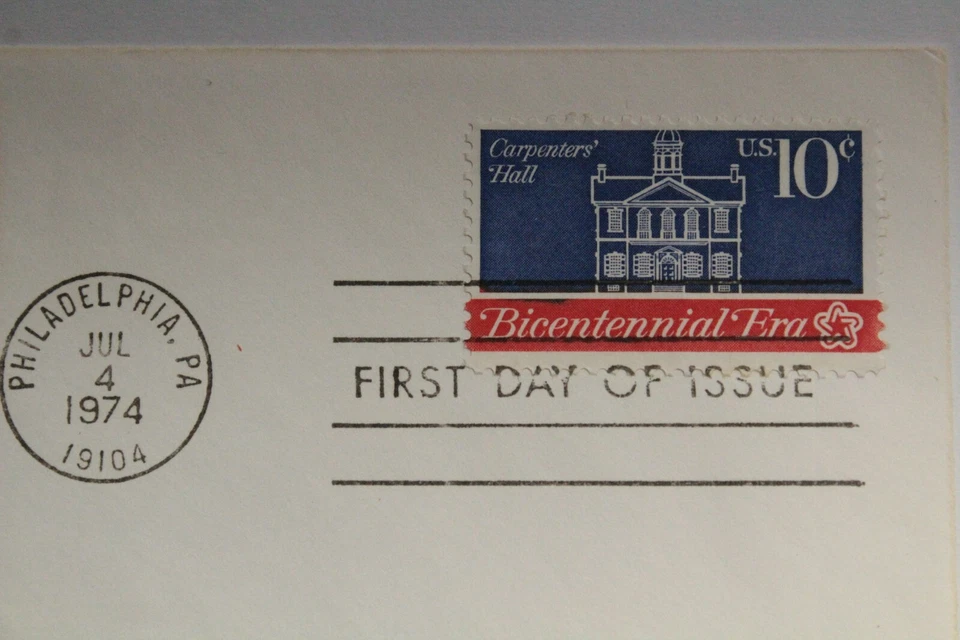 Carpenters'
Hall
U.S. 10¢
Bicentennial Era
PHILADELPHIA, PA
JUL
4
1974
19104
FIRST DAY OF ISSUE